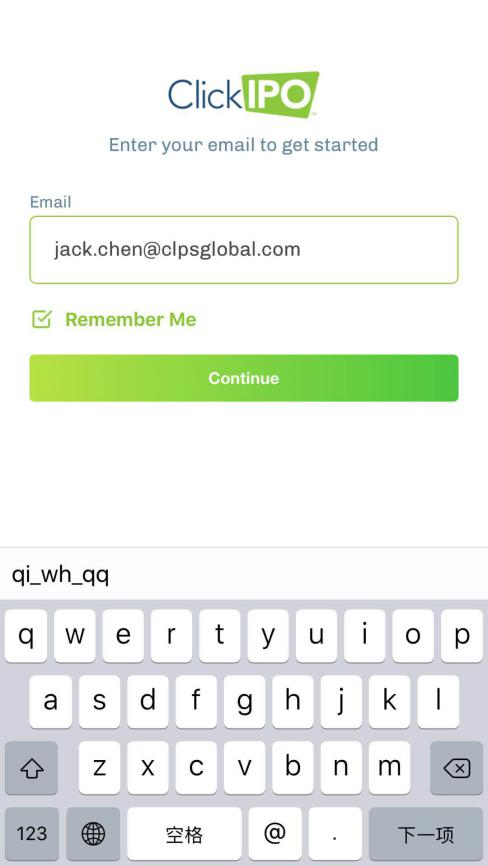 ClickIPO
Enter your email to get started
Email
jack.chen@clpsglobal.com
Remember Me
Continue
qi_wh_qq
q w e r t y u i o p
a s d f g h j k l
z x c v b n m
123 空格 @ . 下一项